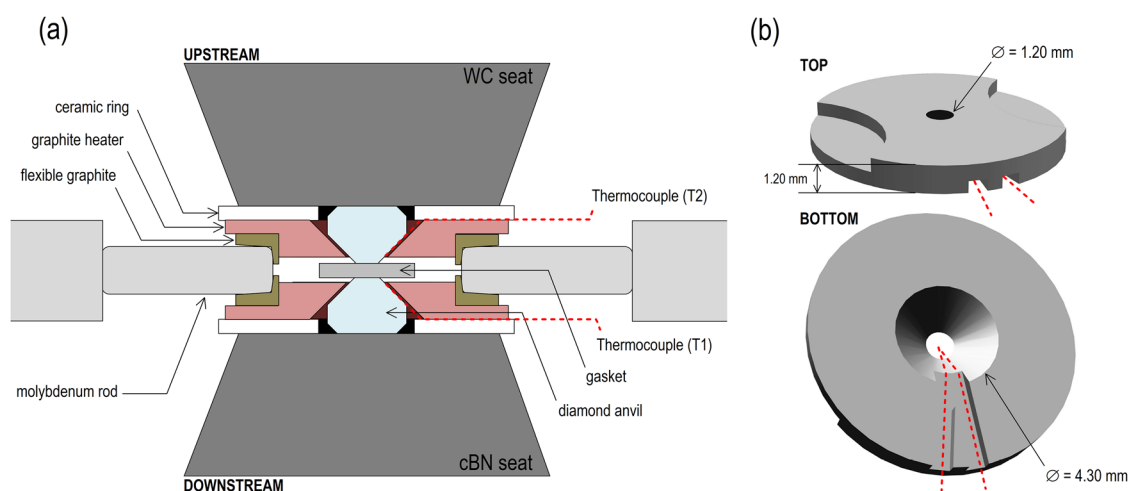 (a)
UPSTREAM
WC seat
ceramic ring
graphite heater
flexible graphite
Thermocouple (T2)
Thermocouple (T1)
molybdenum rod
gasket
diamond anvil
cBN seat
DOWNSTREAM
(b)
∅ = 1.20 mm
TOP
1.20 mm
BOTTOM
∅ = 4.30 mm